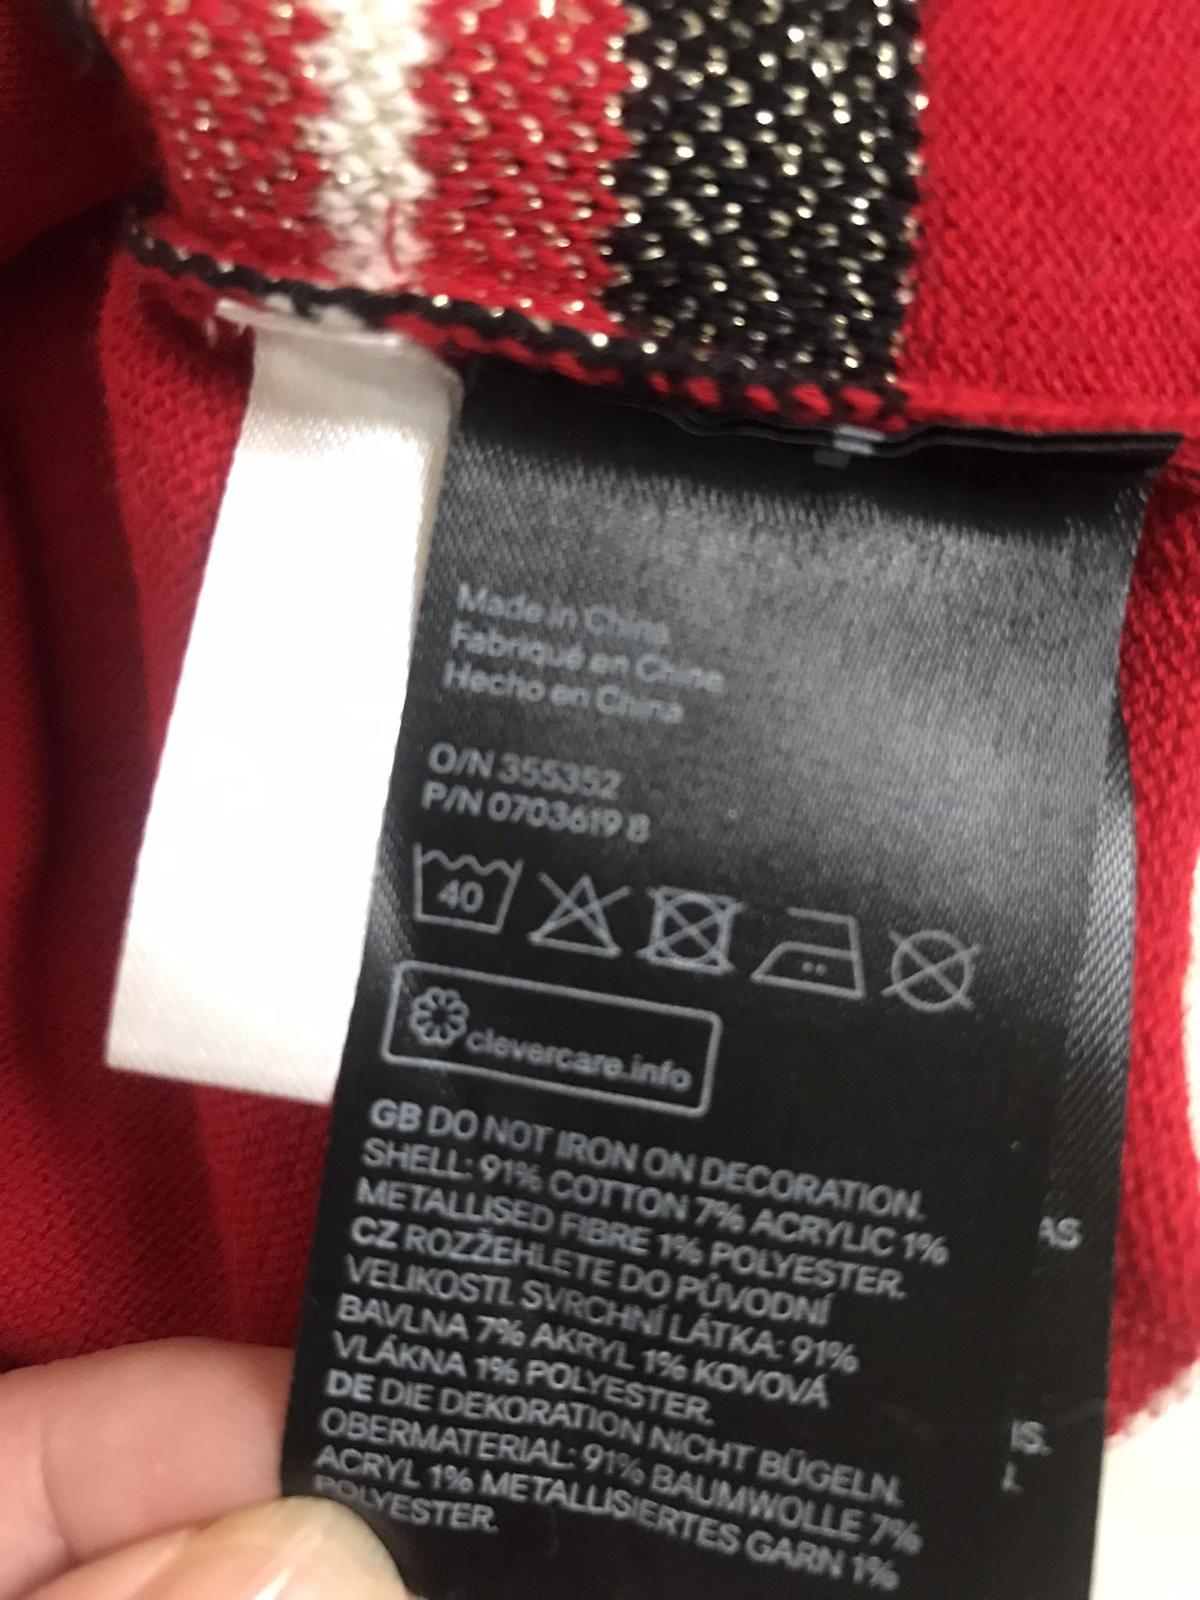 Made in China
Fabriqué en Chine
Hecho en China
O/N 355352
P/N 0703619 8
40
clevercare.info
GB DO NOT IRON ON DECORATION.
SHELL: 91% COTTON 7% ACRYLIC 1%
METALLISED FIBRE 1% POLYESTER.
CZ ROZŽEHLETE DO PŮVODNÍ
VELIKOSTI. SVRCHNÍ LÁTKA: 91%
BAVLNA 7% AKRYL 1% KOVOVÁ
VLÁKNA 1% POLYESTER.
DE DIE DEKORATION NICHT BÜGELN.
OBERMATERIAL: 91% BAUMWOLLE 7%
ACRYL 1% METALLISIERTES GARN 1%
POLYESTER.
AS
IS.